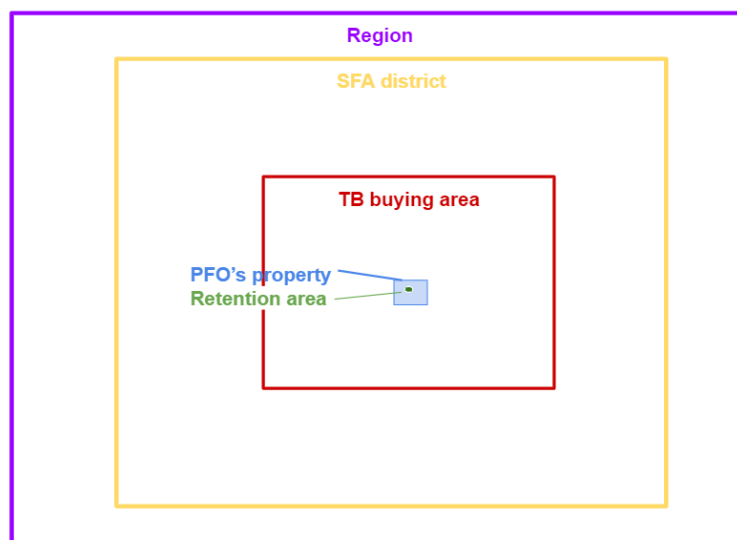 Region
SFA district
TB buying area
PFO's property
Retention area